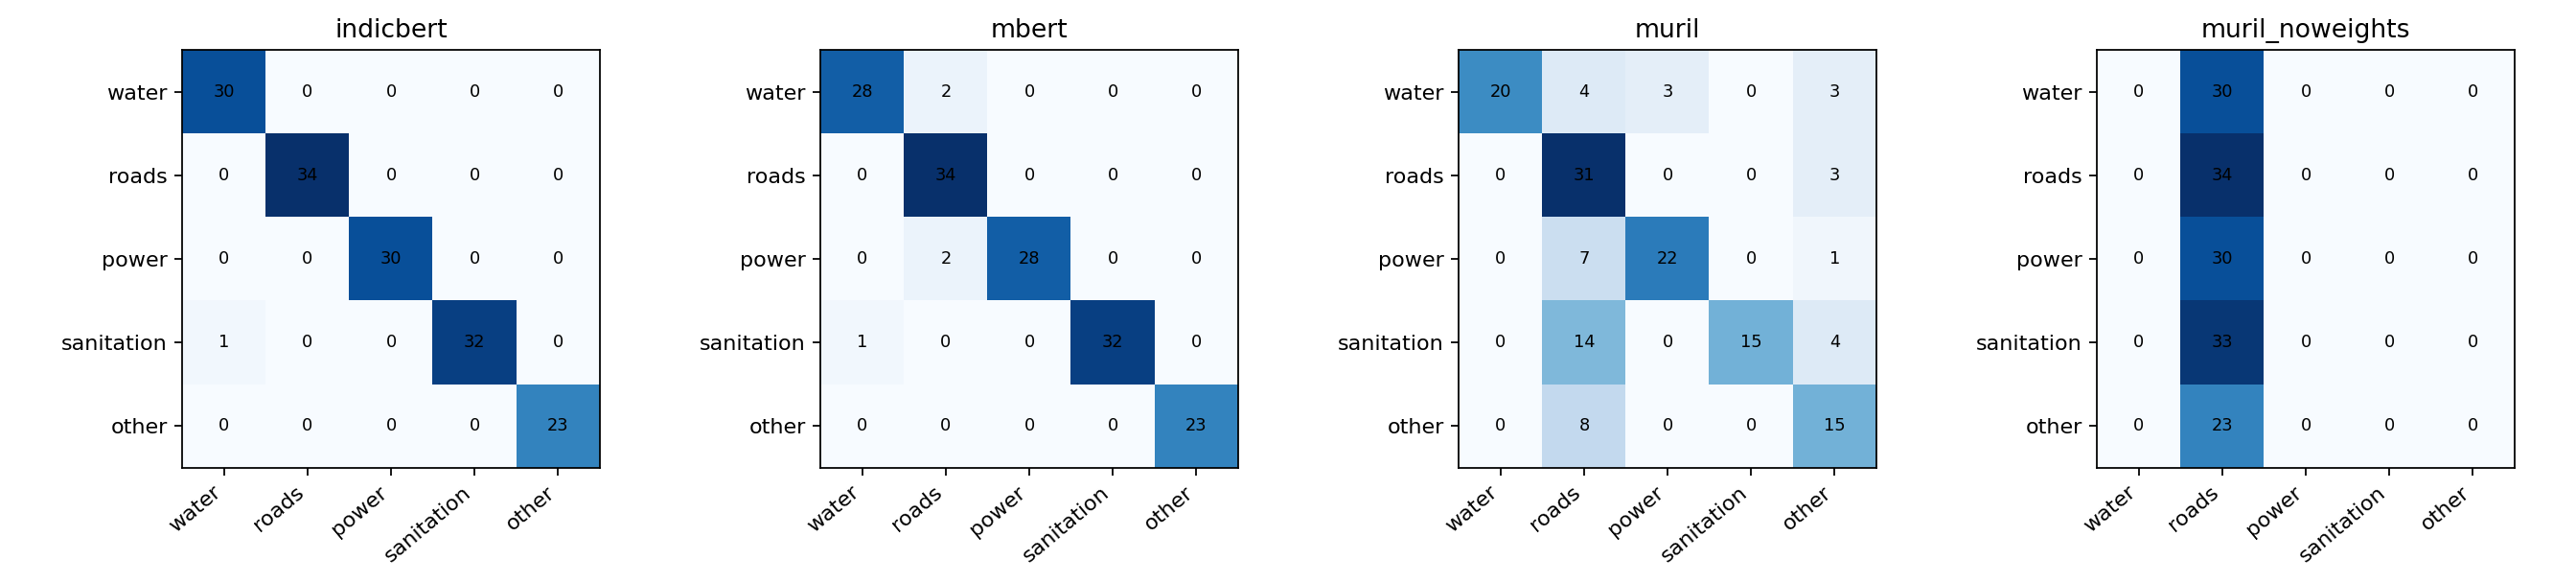 indicbert mbert muril muril_noweights
water 30 0 0 0 0 water 28 2 0 0 0 water 20 4 3 0 3 water 0 30 0 0 0
roads 0 34 0 0 0 roads 0 34 0 0 0 roads 0 31 0 0 3 roads 0 34 0 0 0
power 0 0 30 0 0 power 0 2 28 0 0 power 0 7 22 0 1 power 0 30 0 0 0
sanitation 1 0 0 32 0 sanitation 1 0 0 32 0 sanitation 0 14 0 15 4 sanitation 0 33 0 0 0
other 0 0 0 0 23 other 0 0 0 0 23 other 0 8 0 0 15 other 0 23 0 0 0
water roads power sanitation other water roads power sanitation other water roads power sanitation other water roads power sanitation other